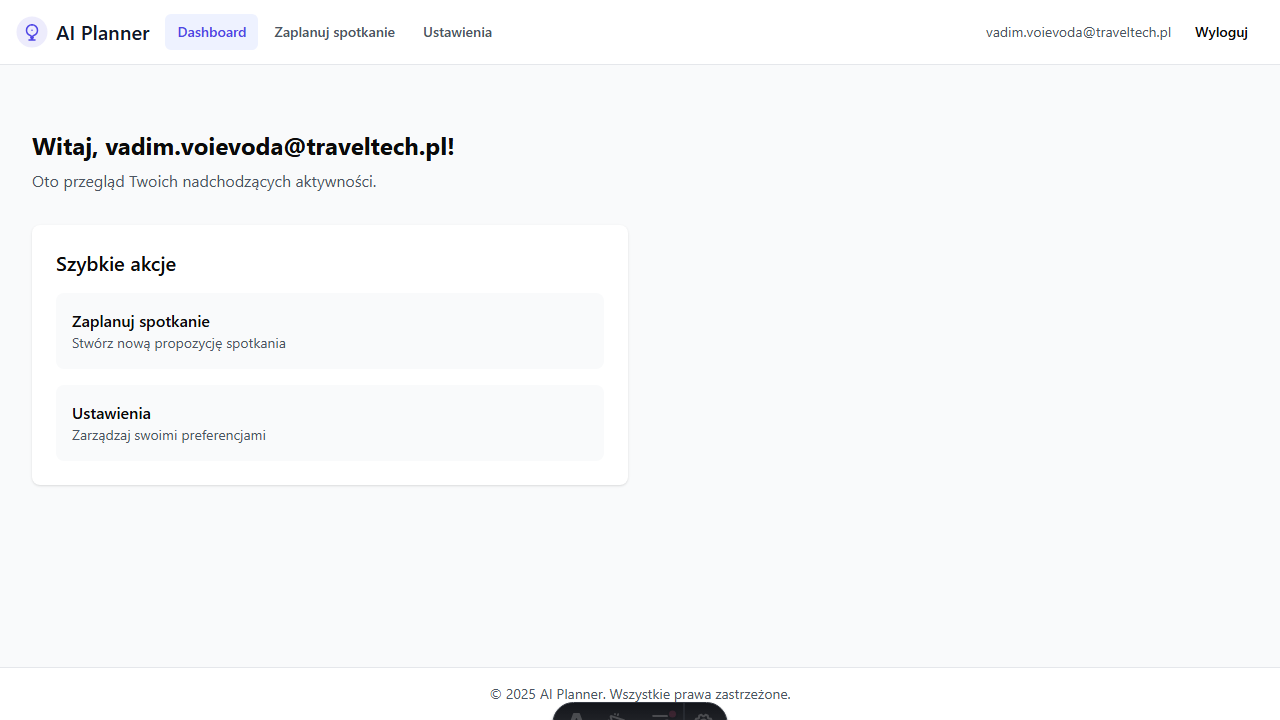 AI Planner
Dashboard
Zaplanuj spotkanie
Ustawienia
vadim.voievoda@traveltech.pl
Wyloguj
Witaj, vadim.voievoda@traveltech.pl!
Oto przegląd Twoich nadchodzących aktywności.
Szybkie akcje
Zaplanuj spotkanie
Stwórz nową propozycję spotkania
Ustawienia
Zarządzaj swoimi preferencjami
© 2025 AI Planner. Wszystkie prawa zastrzeżone.